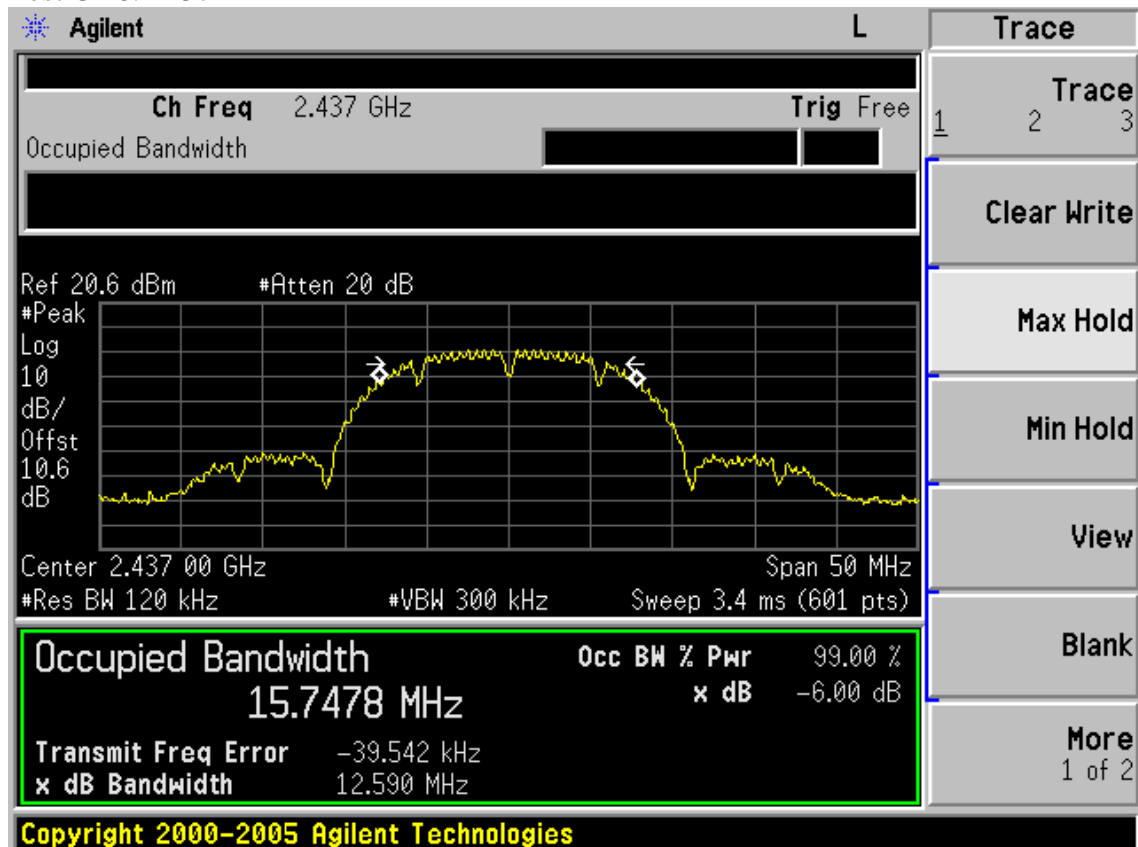 Agilent L
Trace
Ch Freq 2.437 GHz Trig Free
Occupied Bandwidth
Trace
1 2 3
Clear Write
Max Hold
Min Hold
View
Blank
More
1 of 2
Ref 20.6 dBm #Atten 20 dB
#Peak
Log
10
dB/
Offst
10.6
dB
Center 2.437 00 GHz Span 50 MHz
#Res BW 120 kHz #VBW 300 kHz Sweep 3.4 ms (601 pts)
Occupied Bandwidth
15.7478 MHz
Occ BW % Pwr 99.00 %
x dB -6.00 dB
Transmit Freq Error -39.542 kHz
x dB Bandwidth 12.590 MHz
Copyright 2000-2005 Agilent Technologies